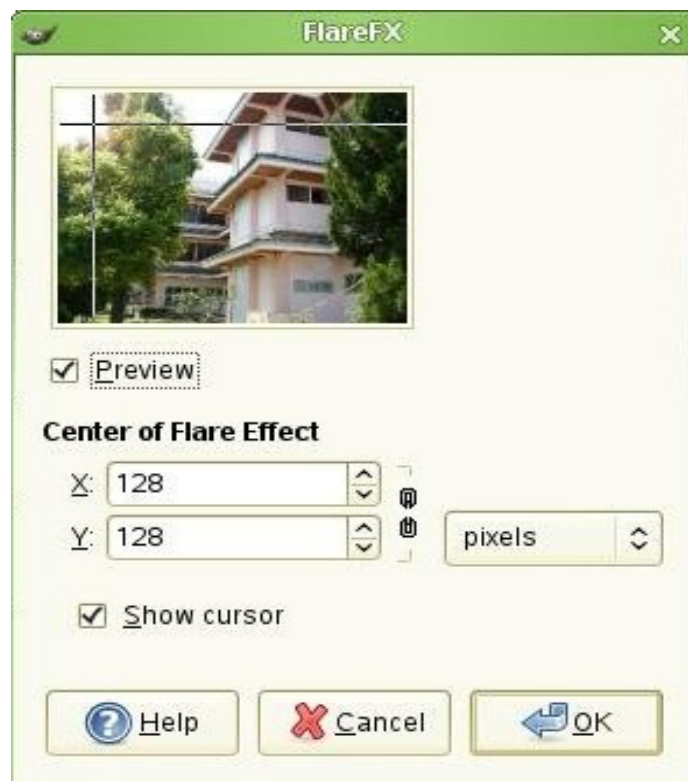 FlareFX
Preview
Center of Flare Effect
X: 128
Y: 128
pixels
Show cursor
Help Cancel OK